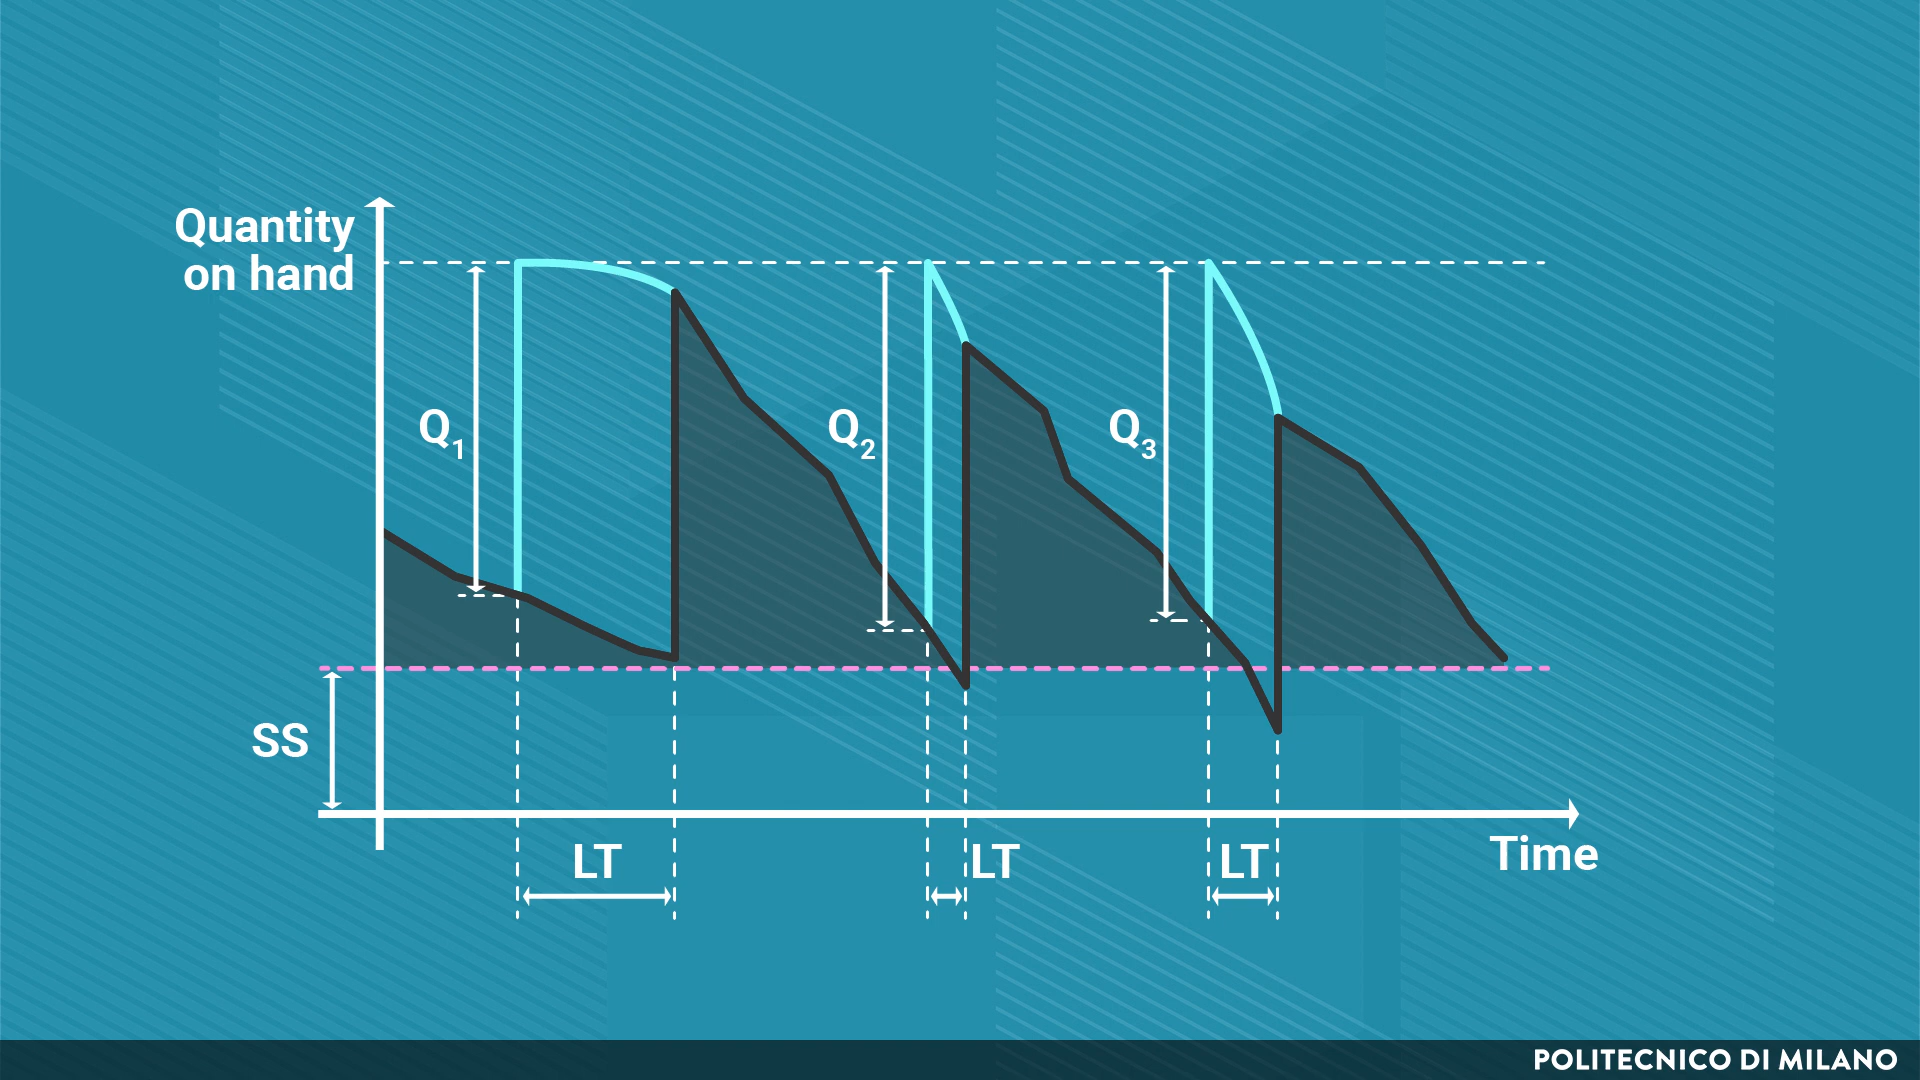 Quantity
on hand
Q1
Q2
Q3
SS
LT
LT
LT
Time
POLITECNICO DI MILANO